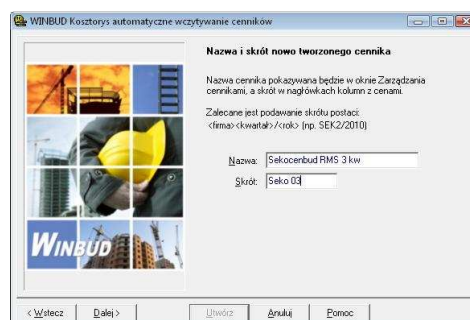 WINBUD Kosztorys automatyczne wczytywanie cenników
Nazwa i skrót nowo tworzonego cennika
Nazwa cennika pokazywana będzie w oknie Zarządzania
cennikami, a skrót w nagłówkach kolumn z cenami.
Zalecane jest podawanie skrótu postaci:
<firma><kwartał>/<rok> (np. SEK2/2010)
Nazwa: Sekocenbud RMS 3 kw
Skrót: Seko 03
WINBUD
< Wstecz Dalej > Utwórz Anuluj Pomoc